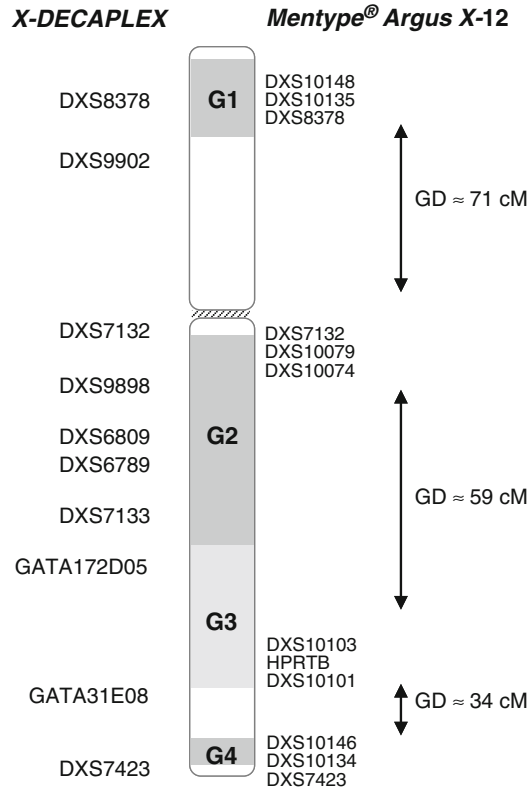 X-DECAPLEX
Mentype® Argus X-12
DXS8378
G1
DXS10148
DXS10135
DXS8378
DXS9902
GD ≈ 71 cM
DXS7132
DXS7132
DXS10079
DXS10074
DXS9898
DXS6809
G2
DXS6789
GD ≈ 59 cM
DXS7133
GATA172D05
G3
DXS10103
HPRTB
DXS10101
GATA31E08
GD ≈ 34 cM
DXS7423
G4
DXS10146
DXS10134
DXS7423